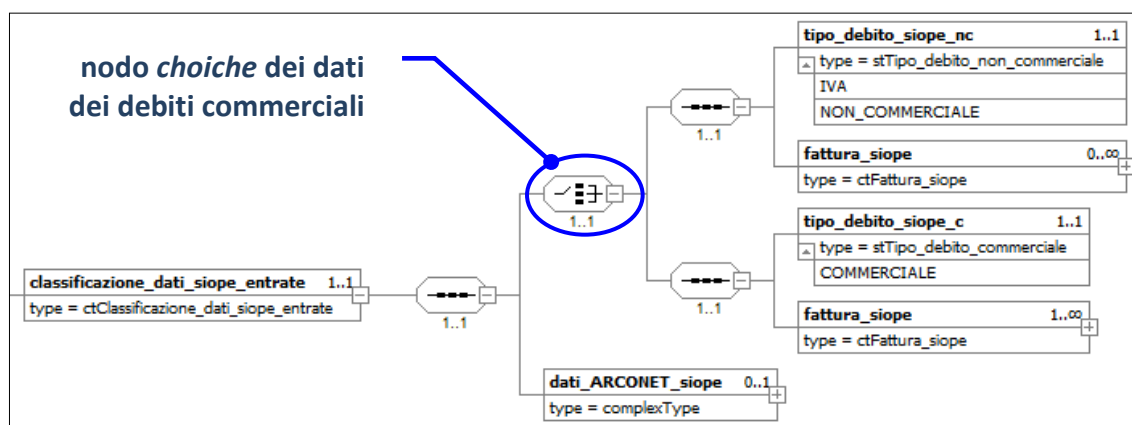 nodo choiche dei dati
dei debiti commerciali
tipo_debito_siope_nc 1..1
type = stTipo_debito_non_commerciale
IVA
NON_COMMERCIALE
1..1
fattura_siope 0..∞
type = ctFattura_siope
1..1
tipo_debito_siope_c 1..1
type = stTipo_debito_commerciale
COMMERCIALE
1..1
fattura_siope 1..∞
type = ctFattura_siope
classificazione_dati_siope_entrate 1..1
type = ctClassificazione_dati_siope_entrate
1..1
dati_ARCONET_siope 0..1
type = complexType